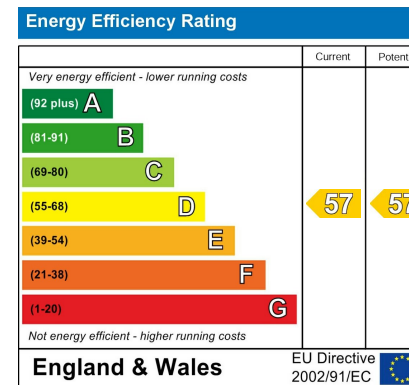 Energy Efficiency Rating
Current Potent
Very energy efficient - lower running costs
(92 plus) A
(81-91) B
(69-80) C
(55-68) D 57 57
(39-54) E
(21-38) F
(1-20) G
Not energy efficient - higher running costs
England & Wales
EU Directive
2002/91/EC